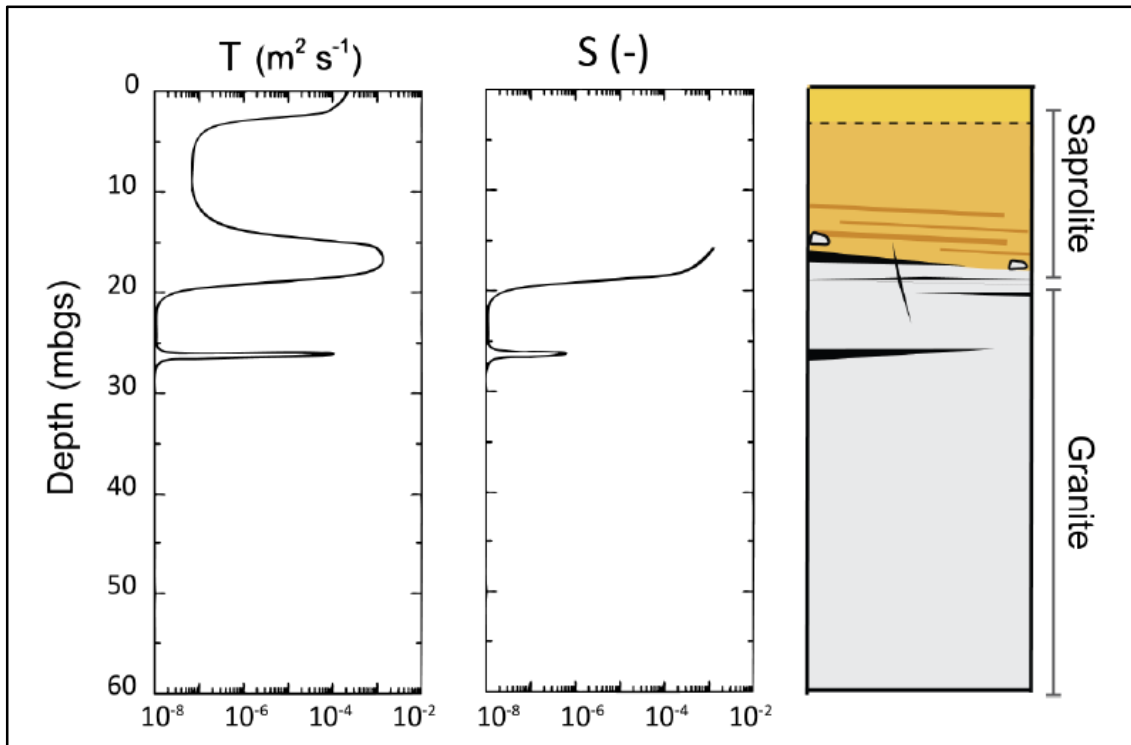 T (m² s⁻¹)
S (-)
0
10
20
30
40
50
60
Depth (mbgs)
10⁻⁸ 10⁻⁶ 10⁻⁴ 10⁻²
10⁻⁸ 10⁻⁶ 10⁻⁴ 10⁻²
Saprolite
Granite